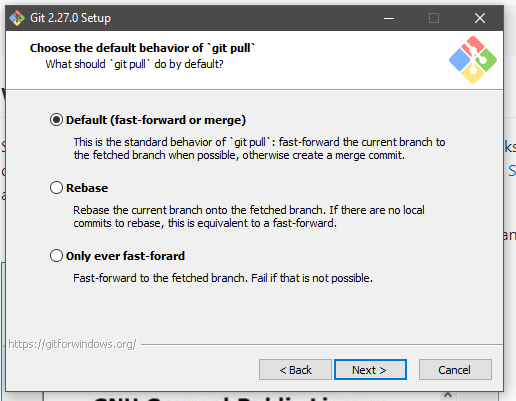 Git 2.27.0 Setup
Choose the default behavior of `git pull`
What should `git pull` do by default?
Default (fast-forward or merge)
This is the standard behavior of `git pull`: fast-forward the current branch to
the fetched branch when possible, otherwise create a merge commit.
Rebase
Rebase the current branch onto the fetched branch. If there are no local
commits to rebase, this is equivalent to a fast-forward.
Only ever fast-forard
Fast-forward to the fetched branch. Fail if that is not possible.
https://gitforwindows.org/
< Back
Next >
Cancel